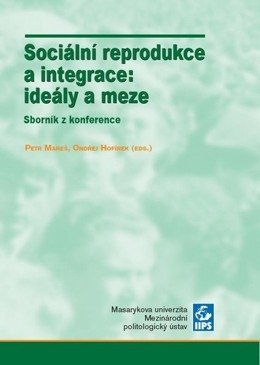 Sociální reprodukce
a integrace:
ideály a meze
Sborník z konference
Petr Mareš, Ondřej Hofírek (eds.)
Masarykova univerzita
Mezinárodní
politologický ústav
IIPS